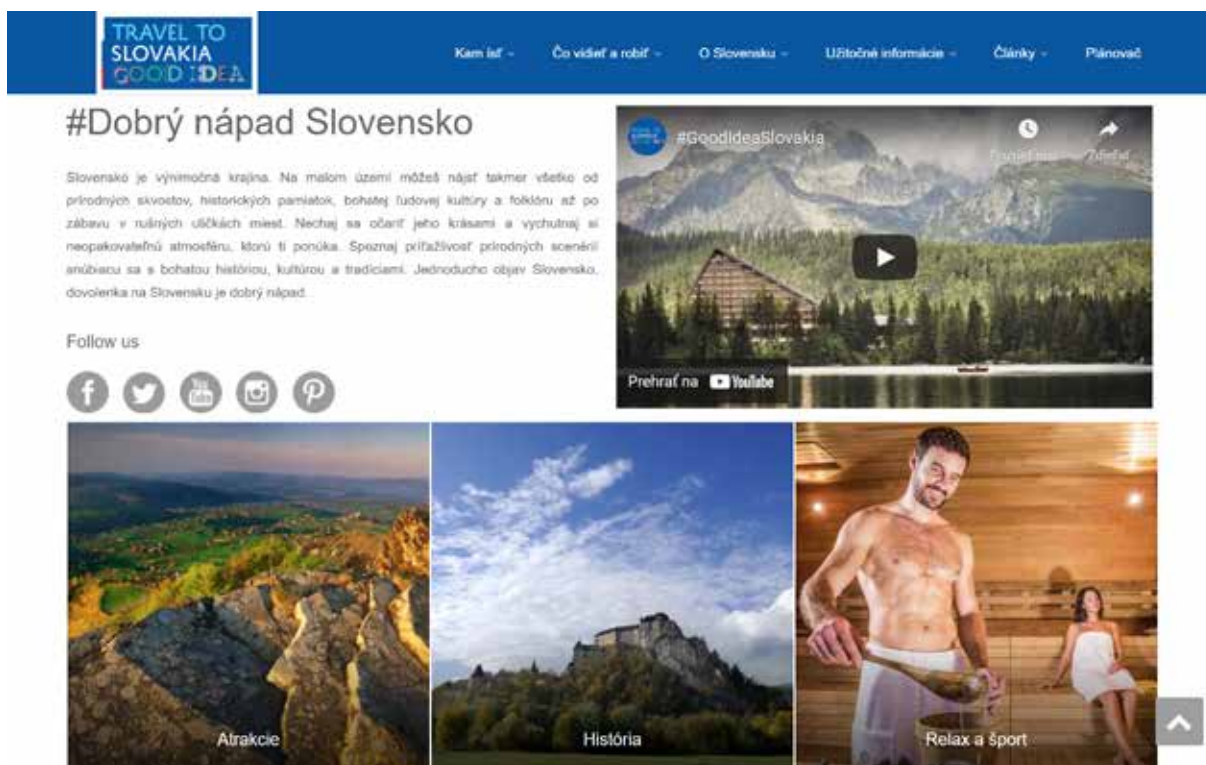 TRAVEL TO
SLOVAKIA
GOOD IDEA
Kam ísť
Čo vidieť a robiť
O Slovensku
Užitočné informácie
Články
Plánovač
#Dobrý nápad Slovensko
Slovensko je výnimočná krajina. Na malom území môžeš nájsť takmer všetko od
prírodných skvostov, historických pamiatok, bohatej ľudovej kultúry a folklóru až po
zábavu v rušných uličkách miest. Nechaj sa očariť jeho krásami a vychutnaj si
neopakovateľnú atmosféru, ktorú ti ponúka. Spoznaj príťažlivosť prírodných scenérií
snúbiacu sa s bohatou históriou, kultúrou a tradíciami. Jednoducho objav Slovensko,
dovolenka na Slovensku je dobrý nápad.
Follow us
#GoodIdeaSlovakia
Zdieľať
Prehrať na YouTube
Atrakcie
História
Relax a šport